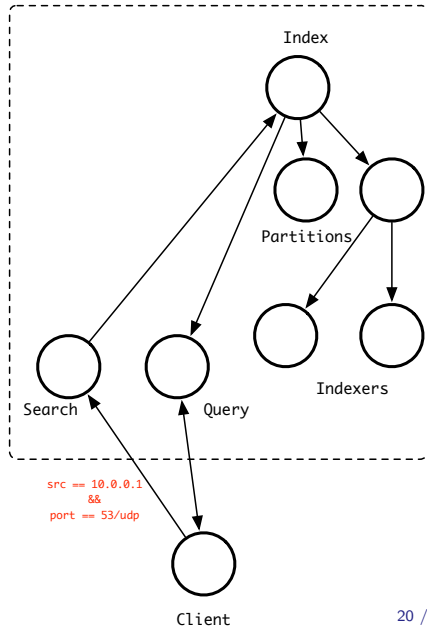 Index
Partitions
Indexers
Search
Query
src == 10.0.0.1
&&
port == 53/udp
Client
20 /